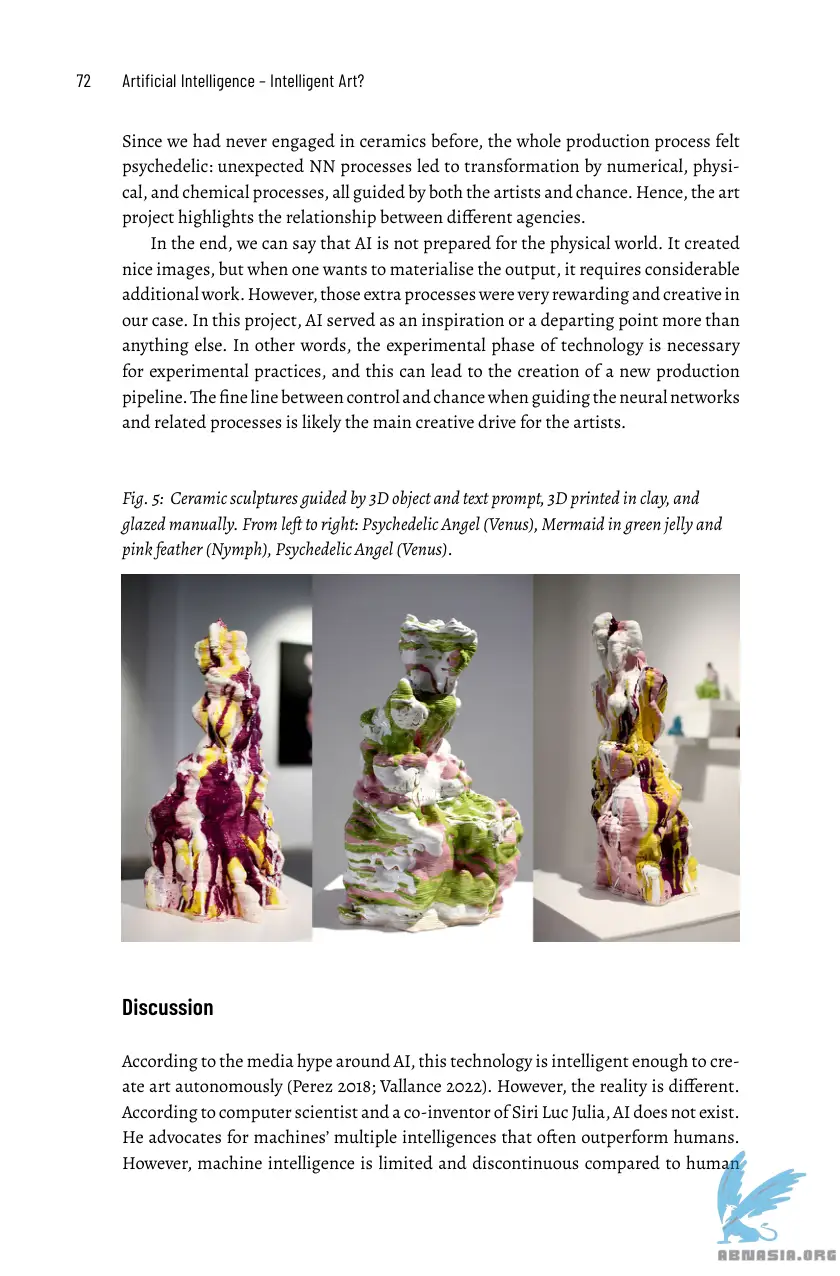 72 Artificial Intelligence – Intelligent Art?
Since we had never engaged in ceramics before, the whole production process felt
psychedelic: unexpected NN processes led to transformation by numerical, physi-
cal, and chemical processes, all guided by both the artists and chance. Hence, the art
project highlights the relationship between different agencies.
In the end, we can say that AI is not prepared for the physical world. It created
nice images, but when one wants to materialise the output, it requires considerable
additional work. However, those extra processes were very rewarding and creative in
our case. In this project, AI served as an inspiration or a departing point more than
anything else. In other words, the experimental phase of technology is necessary
for experimental practices, and this can lead to the creation of a new production
pipeline. The fine line between control and chance when guiding the neural networks
and related processes is likely the main creative drive for the artists.
Fig. 5: Ceramic sculptures guided by 3D object and text prompt, 3D printed in clay, and
glazed manually. From left to right: Psychedelic Angel (Venus), Mermaid in green jelly and
pink feather (Nymph), Psychedelic Angel (Venus).
Discussion
According to the media hype around AI, this technology is intelligent enough to cre-
ate art autonomously (Perez 2018; Vallance 2022). However, the reality is different.
According to computer scientist and a co-inventor of Siri Luc Julia, AI does not exist.
He advocates for machines’ multiple intelligences that often outperform humans.
However, machine intelligence is limited and discontinuous compared to human
ABNASIA.ORG